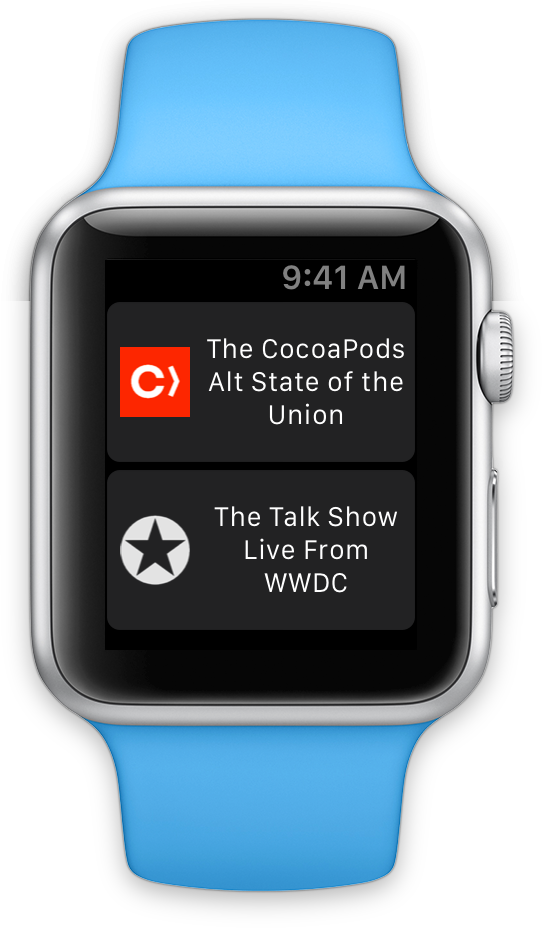 9:41 AM
The CocoaPods
Alt State of the
Union
The Talk Show
Live From
WWDC